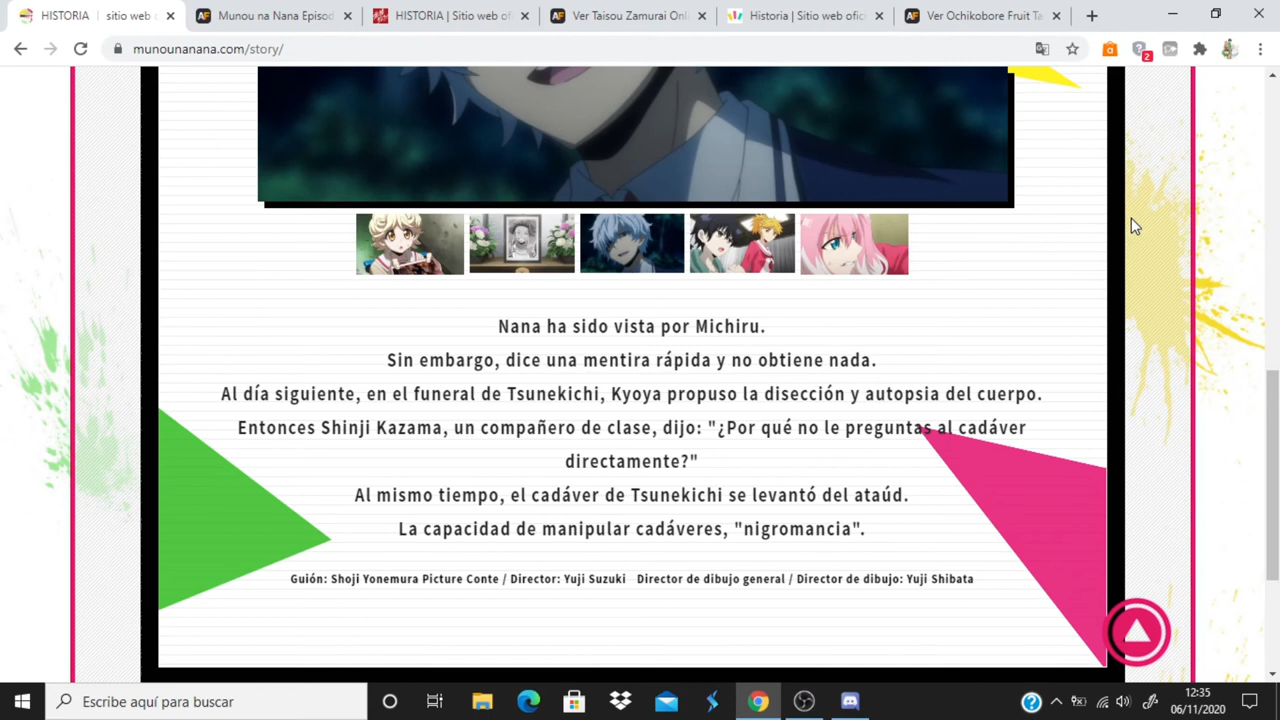 HISTORIA | sitio web o
Munou na Nana Episod
HISTORIA | Sitio web ofi
Ver Taisou Zamurai Onli
Historia | Sitio web ofic
Ver Ochikobore Fruit Ta
munounanana.com/story/
2
Nana ha sido vista por Michiru.
Sin embargo, dice una mentira rápida y no obtiene nada.
Al día siguiente, en el funeral de Tsunekichi, Kyoya propuso la disección y autopsia del cuerpo.
Entonces Shinji Kazama, un compañero de clase, dijo: "¿Por qué no le preguntas al cadáver
directamente?"
Al mismo tiempo, el cadáver de Tsunekichi se levantó del ataúd.
La capacidad de manipular cadáveres, "nigromancia".
Guión: Shoji Yonemura Picture Conte / Director: Yuji Suzuki Director de dibujo general / Director de dibujo: Yuji Shibata
Escribe aquí para buscar
12:35
06/11/2020